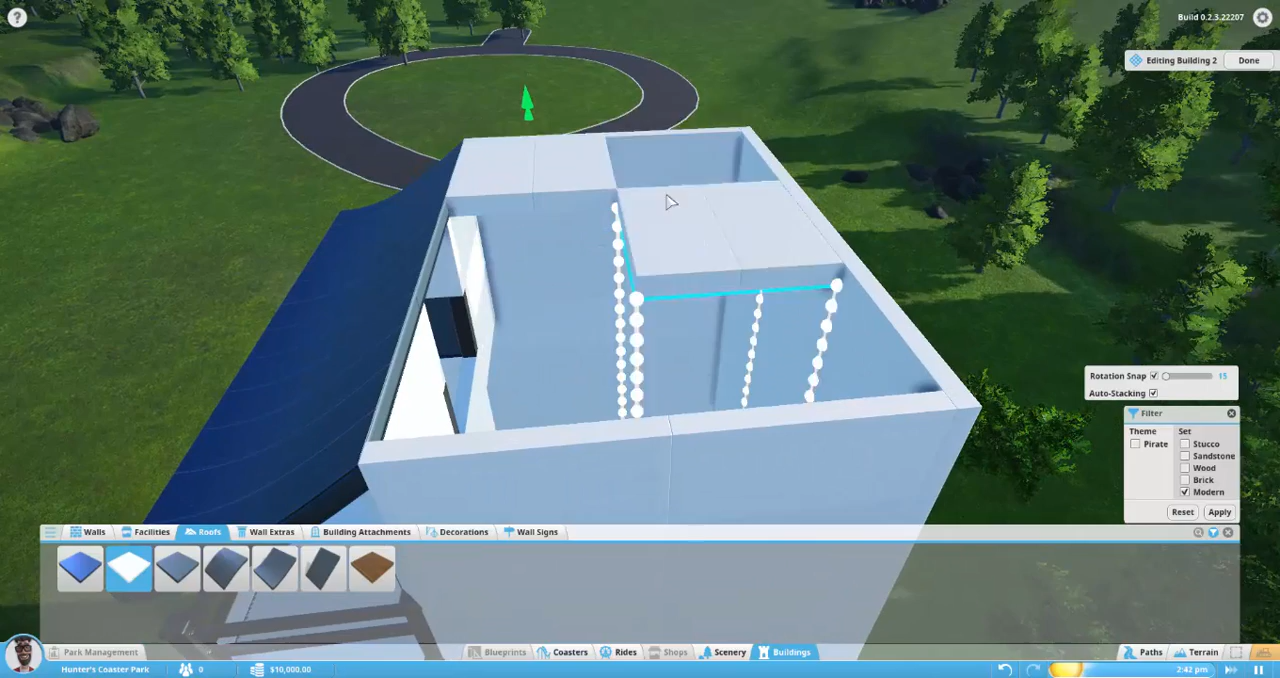 ?
Build 0.2.3.22207
Editing Building 2 Done
Rotation Snap 15
Auto-Stacking
Filter
Theme Set
Pirate Stucco
Sandstone
Wood
Brick
Modern
Reset Apply
Walls Facilities Roofs Wall Extras Building Attachments Decorations Wall Signs
Park Management Blueprints Coasters Rides Shops Scenery Buildings Paths Terrain
Hunter's Coaster Park 0 $10,000.00 2:42 pm